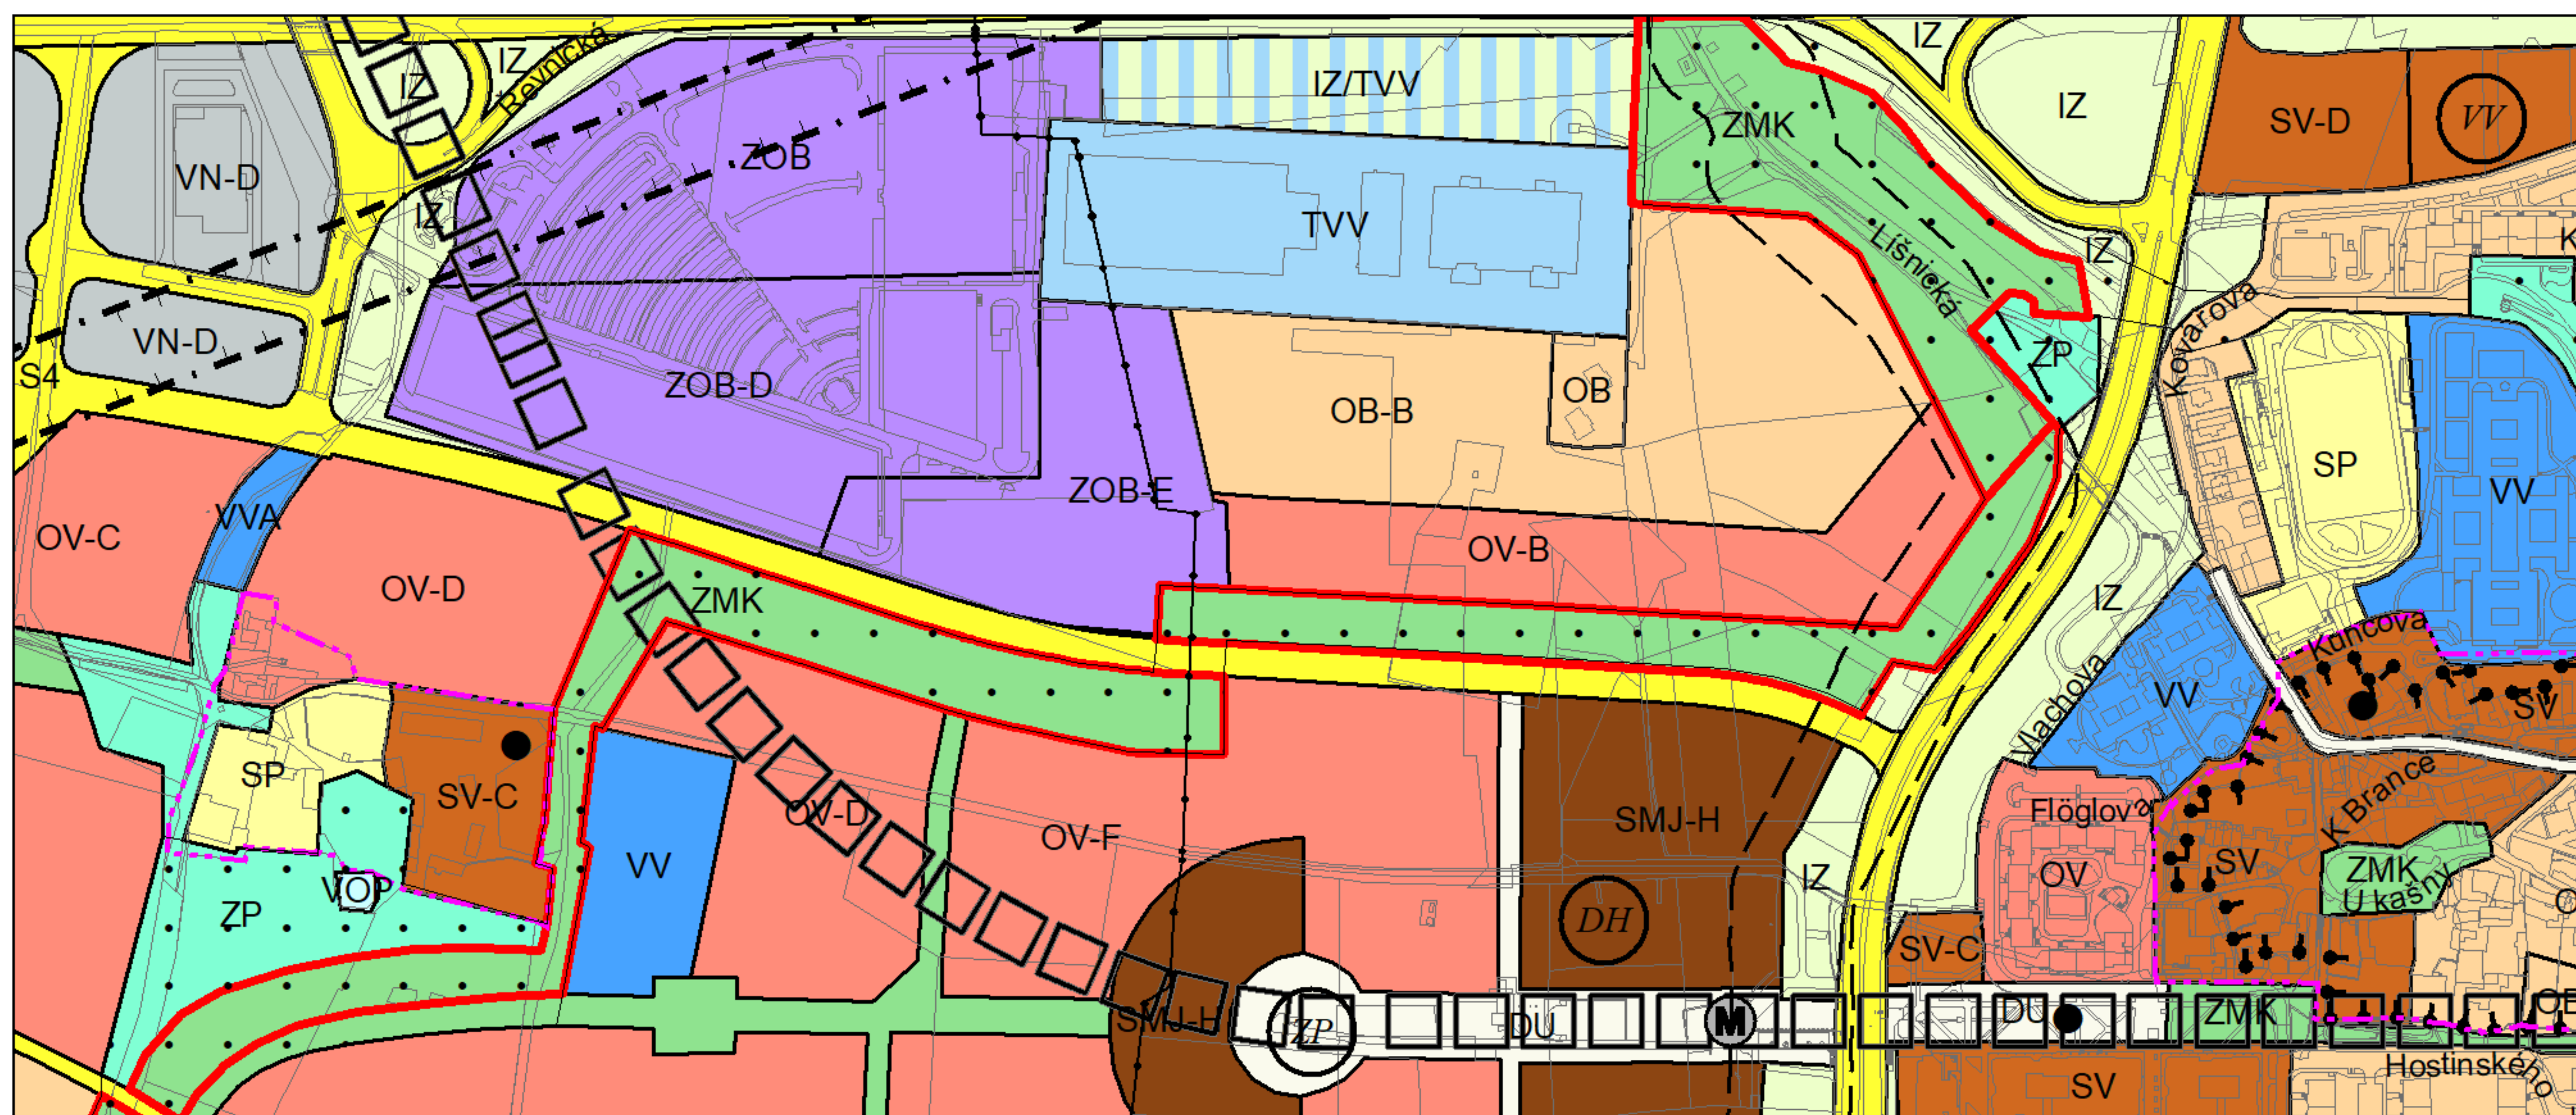 IZ
Řevnická
IZ
IZ/TVV
IZ
IZ
SV-D
VV
ZMK
VN-D
ZOB
IZ
TVV
Líšnická
IZ
K
VN-D
S4
ZOB-D
OB-B
OB
ZP
Kovářova
SP
VV
ZOB-E
OV-C
VVA
OV-D
OV-B
ZMK
IZ
Kuncova
Vlachova
VV
SV
SP
SV-C
OV-D
OV-F
SMJ-H
Flöglova
K Brance
VV
VOP
ZP
DH
IZ
OV
SV
ZMK
U kašny
SV-C
SMJ-H
ZP
DU
M
DU
ZMK
OB
Hostinského
SV